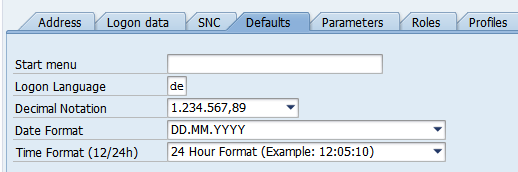 Address Logon data SNC Defaults Parameters Roles Profiles
Start menu
Logon Language de
Decimal Notation 1.234.567,89
Date Format DD.MM.YYYY
Time Format (12/24h) 24 Hour Format (Example: 12:05:10)